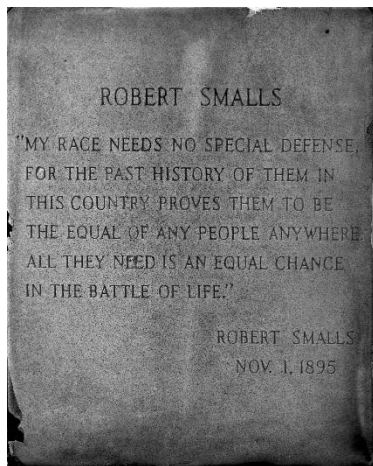 ROBERT SMALLS
"MY RACE NEEDS NO SPECIAL DEFENSE,
FOR THE PAST HISTORY OF THEM IN
THIS COUNTRY PROVES THEM TO BE
THE EQUAL OF ANY PEOPLE ANYWHERE.
ALL THEY NEED IS AN EQUAL CHANCE
IN THE BATTLE OF LIFE."
ROBERT SMALLS
NOV. 1, 1895